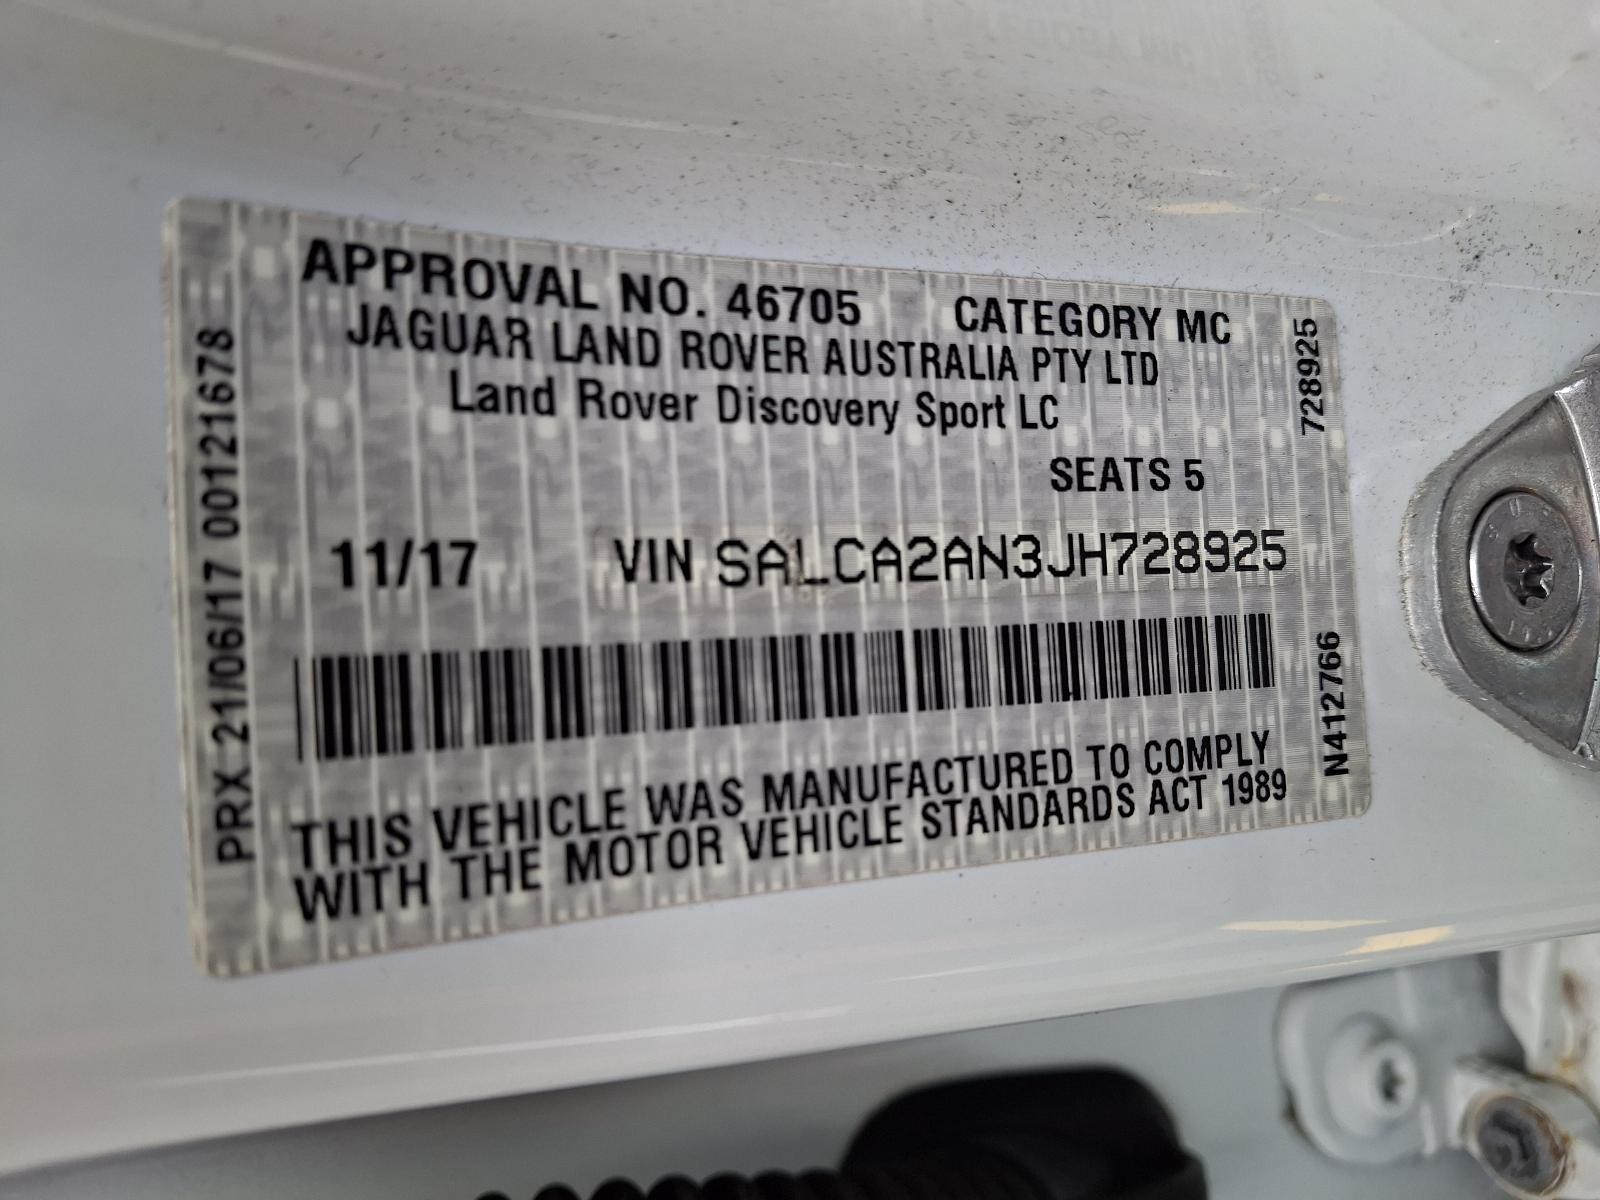 APPROVAL NO. 46705 CATEGORY MC
JAGUAR LAND ROVER AUSTRALIA PTY LTD
Land Rover Discovery Sport LC
SEATS 5
11/17 VIN SALCA2AN3JH728925
THIS VEHICLE WAS MANUFACTURED TO COMPLY
WITH THE MOTOR VEHICLE STANDARDS ACT 1989
PRX 21/06/17 00121678
7289925
N412766